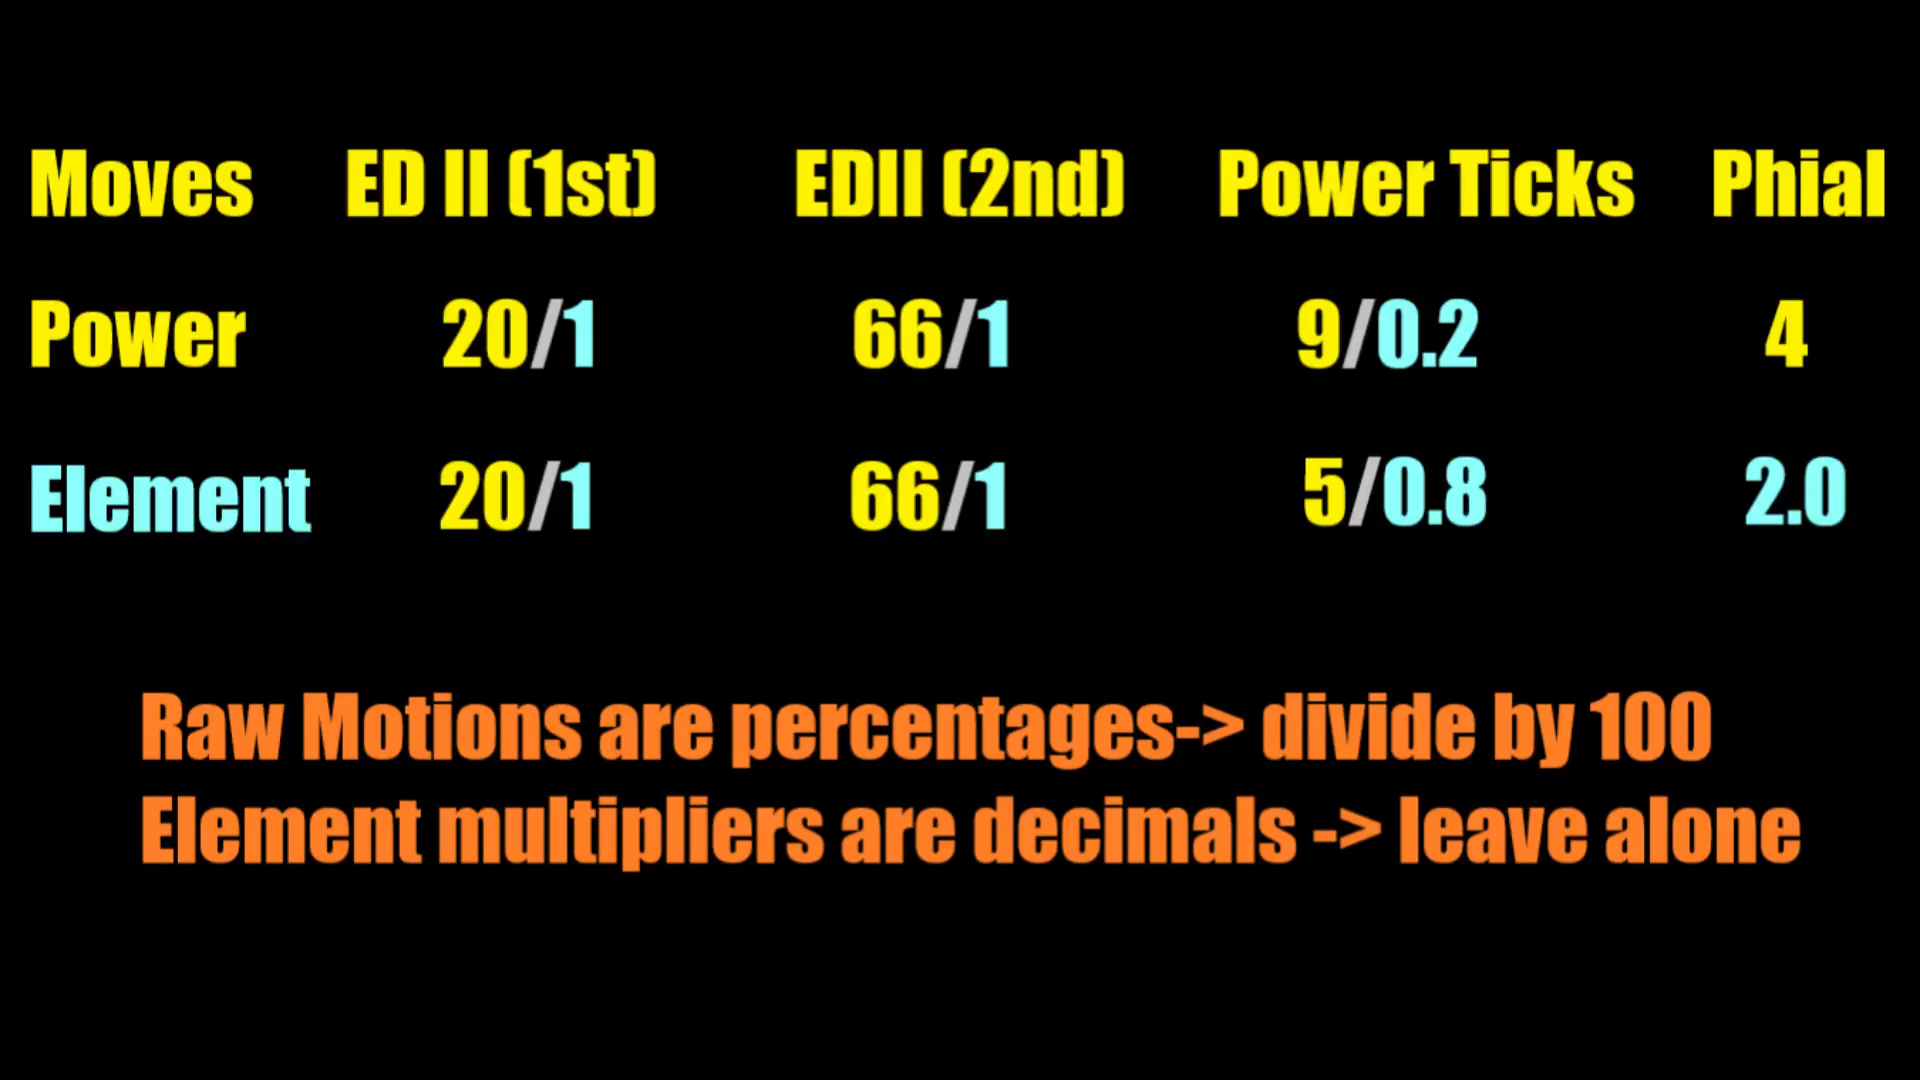 Moves ED II (1st) EDII (2nd) Power Ticks Phial
Power 20/1 66/1 9/0.2 4
Element 20/1 66/1 5/0.8 2.0
Raw Motions are percentages-> divide by 100
Element multipliers are decimals -> leave alone